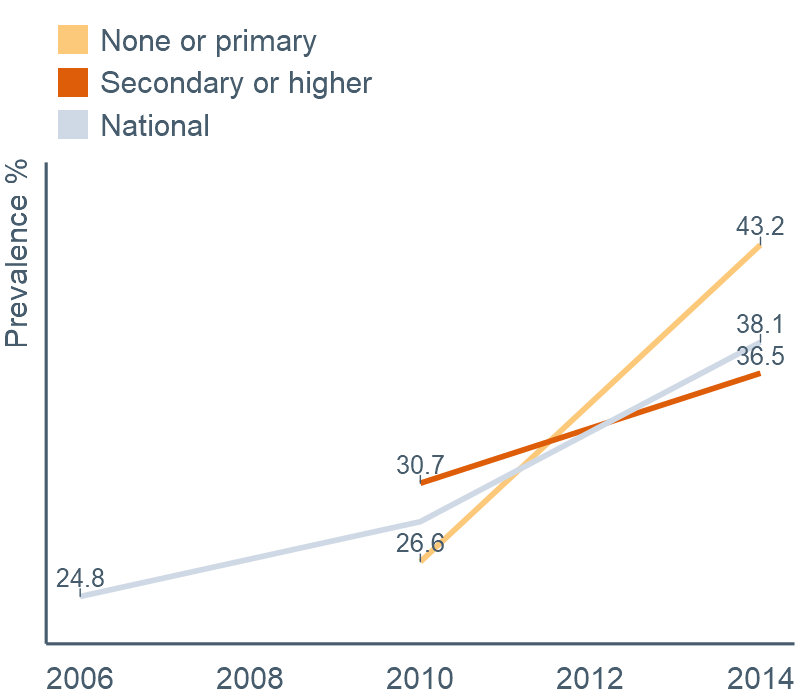 None or primary
Secondary or higher
National
Prevalence %
43.2
38.1
36.5
30.7
26.6
24.8
2006 2008 2010 2012 2014